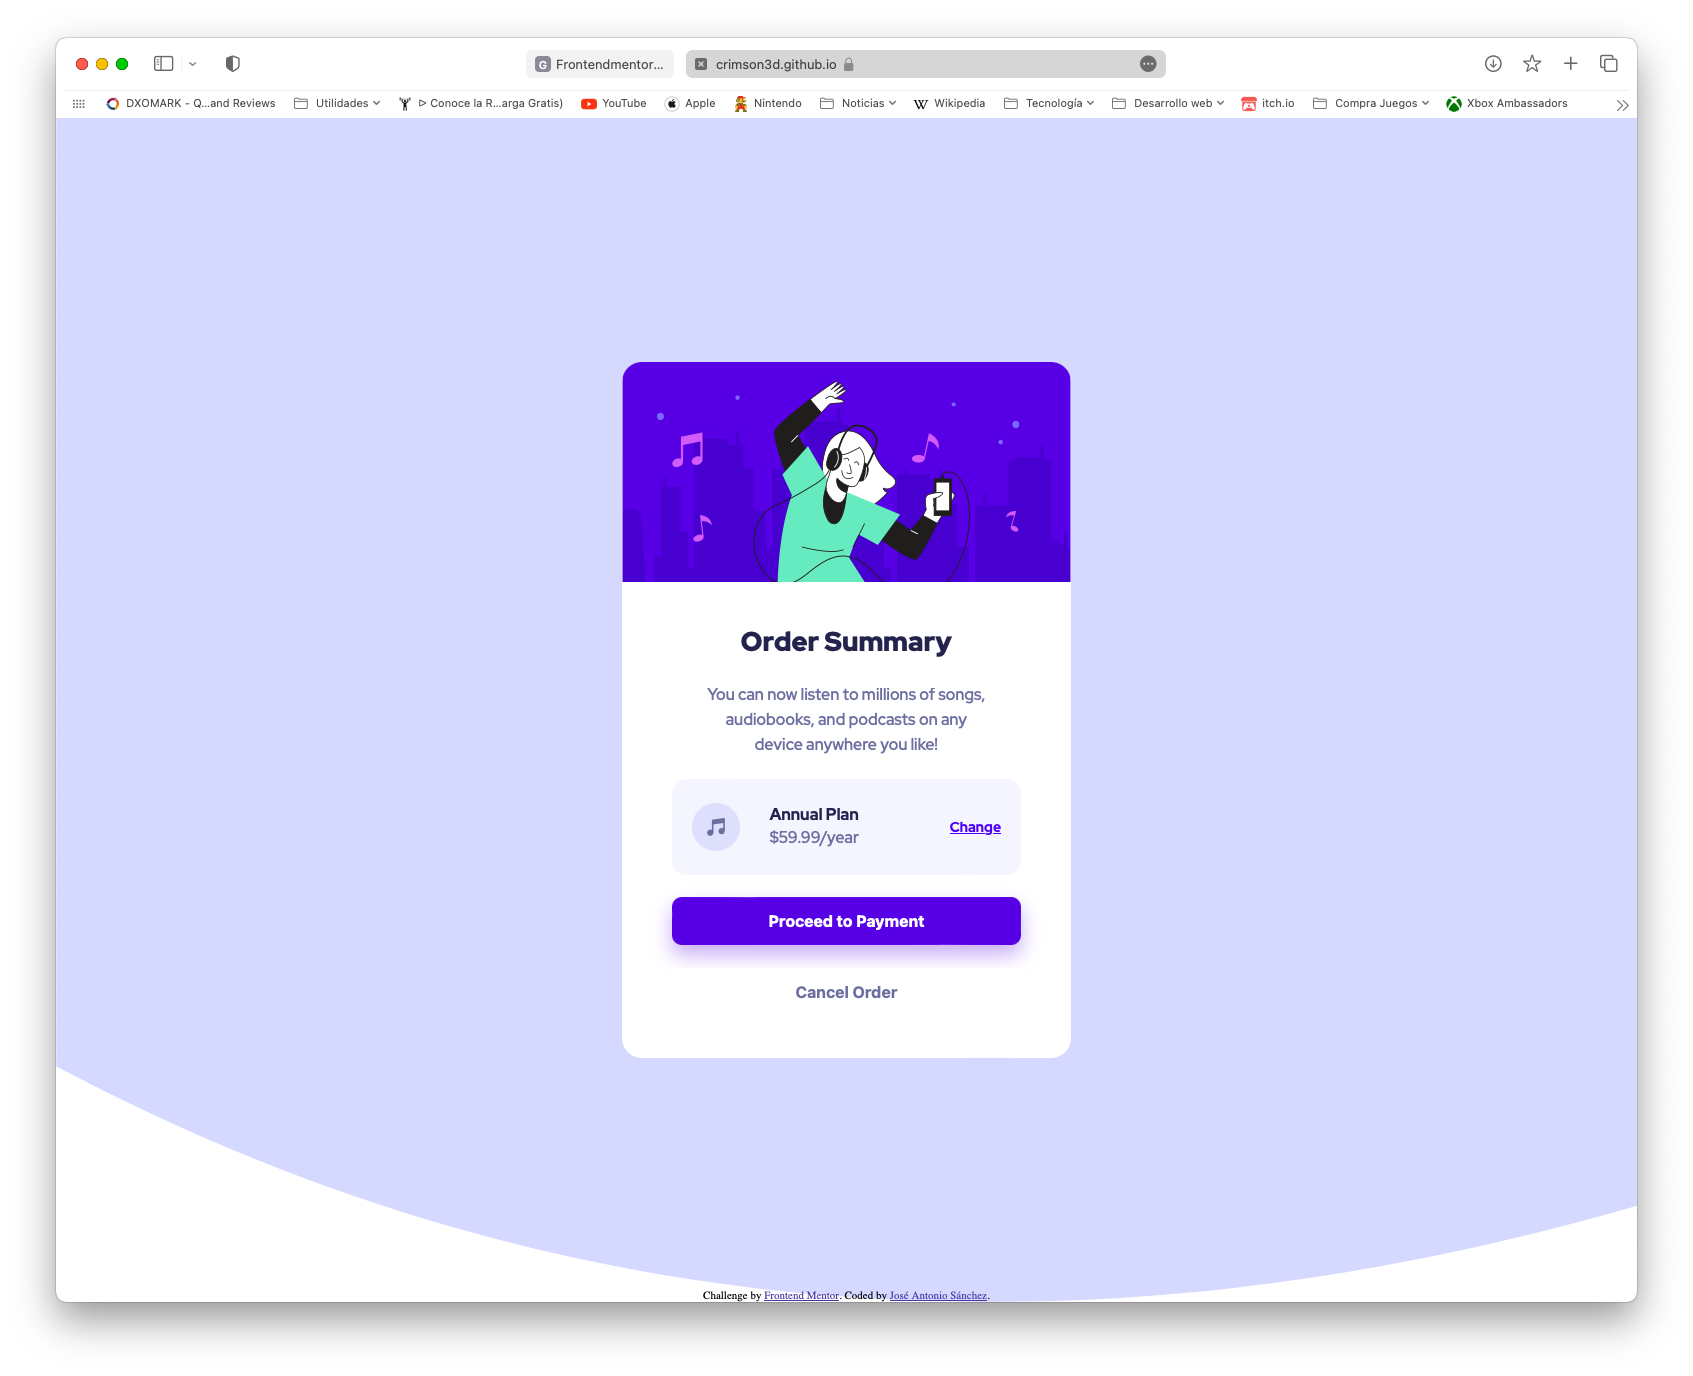 G Frontendmentor...
crimson3d.github.io
DXOMARK - Q...and Reviews
Utilidades
▷ Conoce la R...arga Gratis)
YouTube
Apple
Nintendo
Noticias
W Wikipedia
Tecnología
Desarrollo web
itch.io
Compra Juegos
Xbox Ambassadors
Order Summary
You can now listen to millions of songs,
audiobooks, and podcasts on any
device anywhere you like!
Annual Plan
$59.99/year
Change
Proceed to Payment
Cancel Order
Challenge by Frontend Mentor. Coded by José Antonio Sánchez.